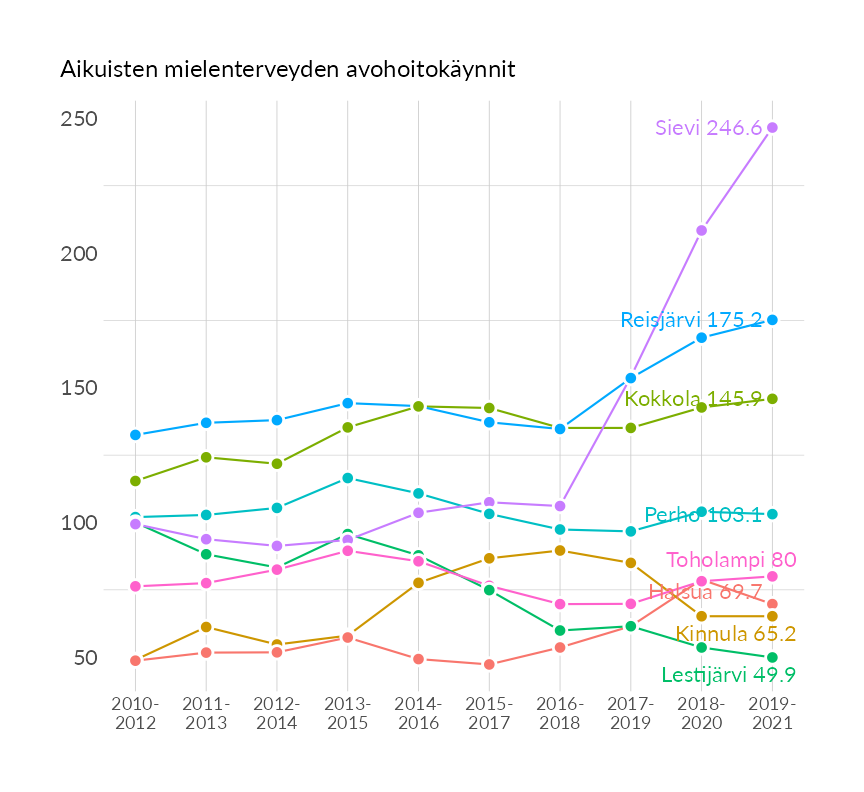 Aikuisten mielenterveyden avohoitokäynnit
250
Sievi 246.6
200
Reisjärvi 175.2
150
Kokkola 145.9
100
Perho 103.1
Toholampi 80
Halsua 69.7
Kinnula 65.2
50
Lestijärvi 49.9
2010- 2011- 2012- 2013- 2014- 2015- 2016- 2017- 2018- 2019-
2012 2013 2014 2015 2016 2017 2018 2019 2020 2021